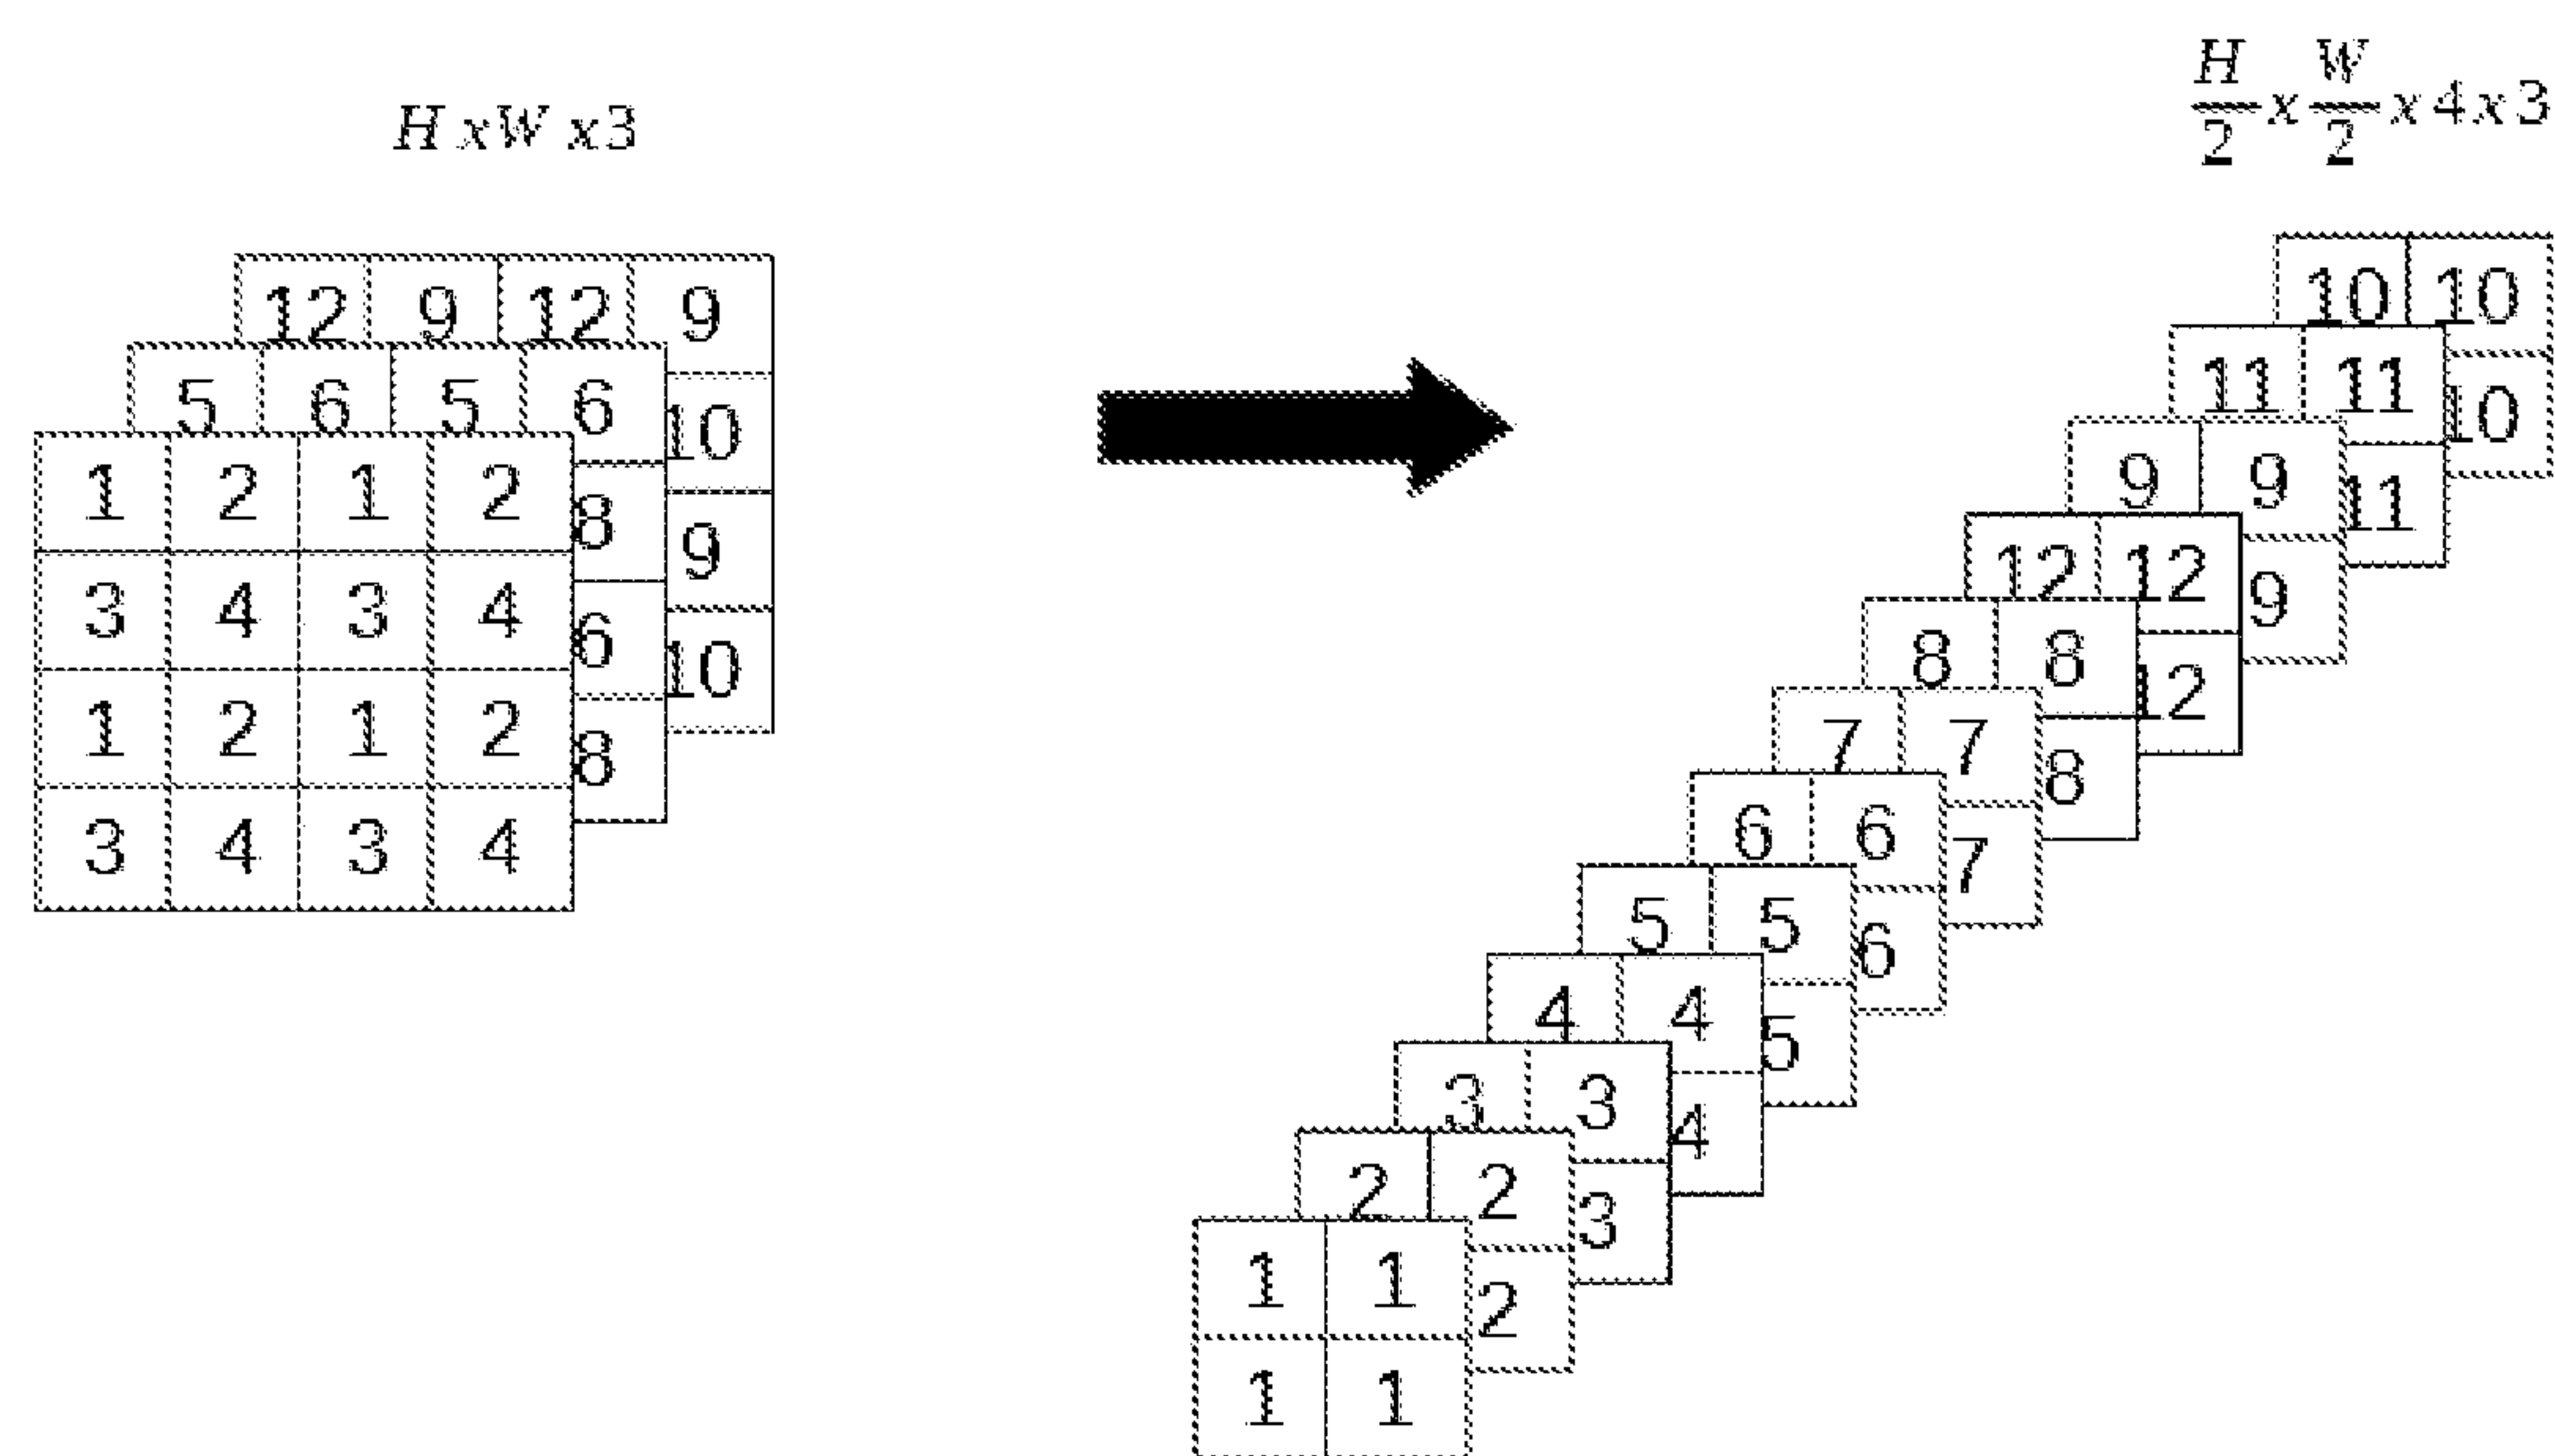 H x W x 3
H/2 x W/2 x 4 x 3
12 9 12 9
5 6 5 6 10
1 2 1 2 8 9
3 4 3 4 6 10
1 2 1 2 8
3 4 3 4
10 10
11 11 10
9 9 11
12 12 9
8 8 12
7 7 8
6 6 7
5 5 6
4 4 5
3 3 4
2 2 3
1 1 2
1 1